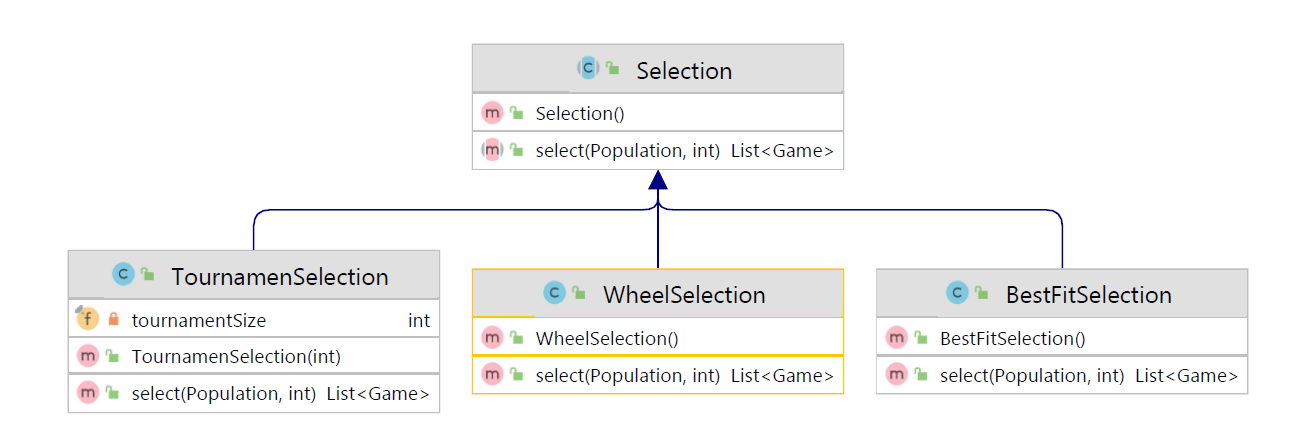 Selection
Selection()
select(Population, int) List<Game>
TournamenSelection
tournamentSize int
TournamenSelection(int)
select(Population, int) List<Game>
WheelSelection
WheelSelection()
select(Population, int) List<Game>
BestFitSelection
BestFitSelection()
select(Population, int) List<Game>